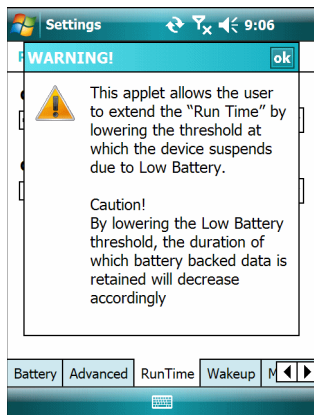 Settings 9:06
WARNING! ok
This applet allows the user
to extend the “Run Time” by
lowering the threshold at
which the device suspends
due to Low Battery.
Caution!
By lowering the Low Battery
threshold, the duration of
which battery backed data is
retained will decrease
accordingly
Battery Advanced RunTime Wakeup M